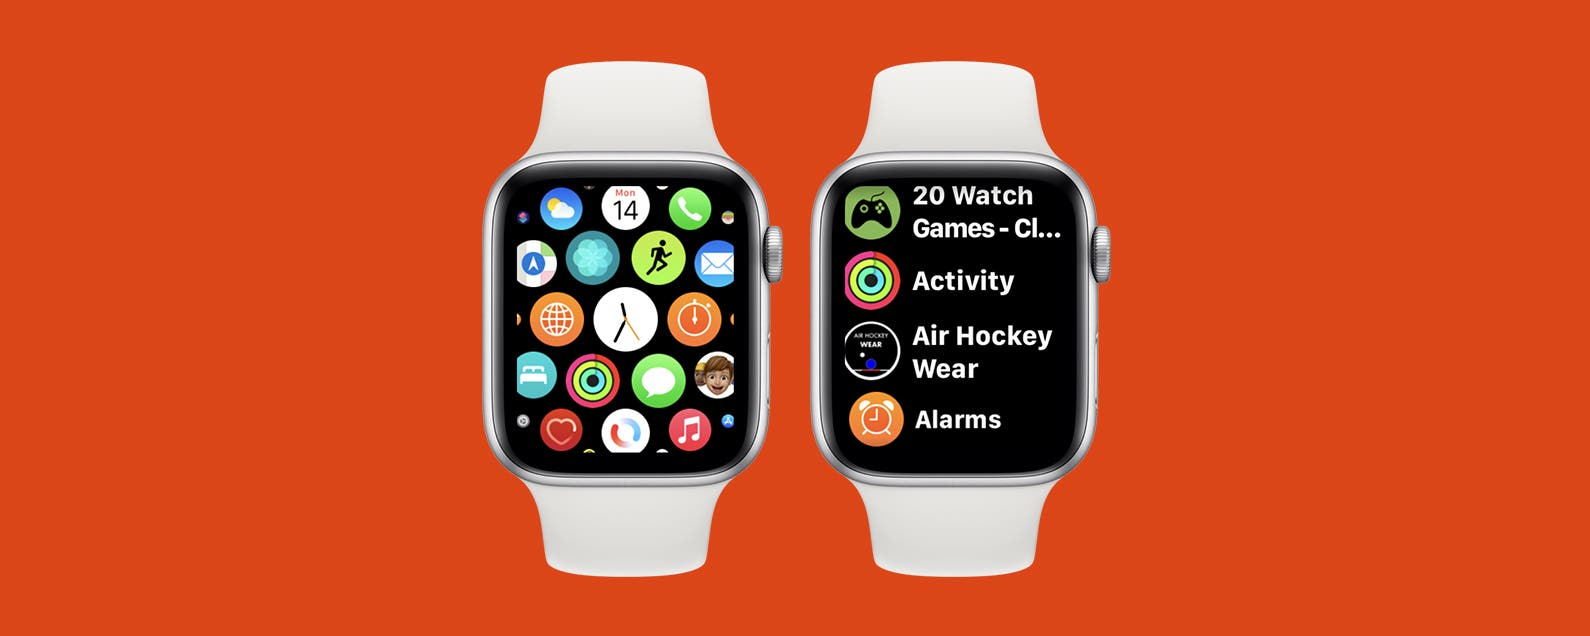 Mon
14
20 Watch
Games - Cl...
Activity
AIR HOCKEY
WEAR
Air Hockey
Wear
Alarms